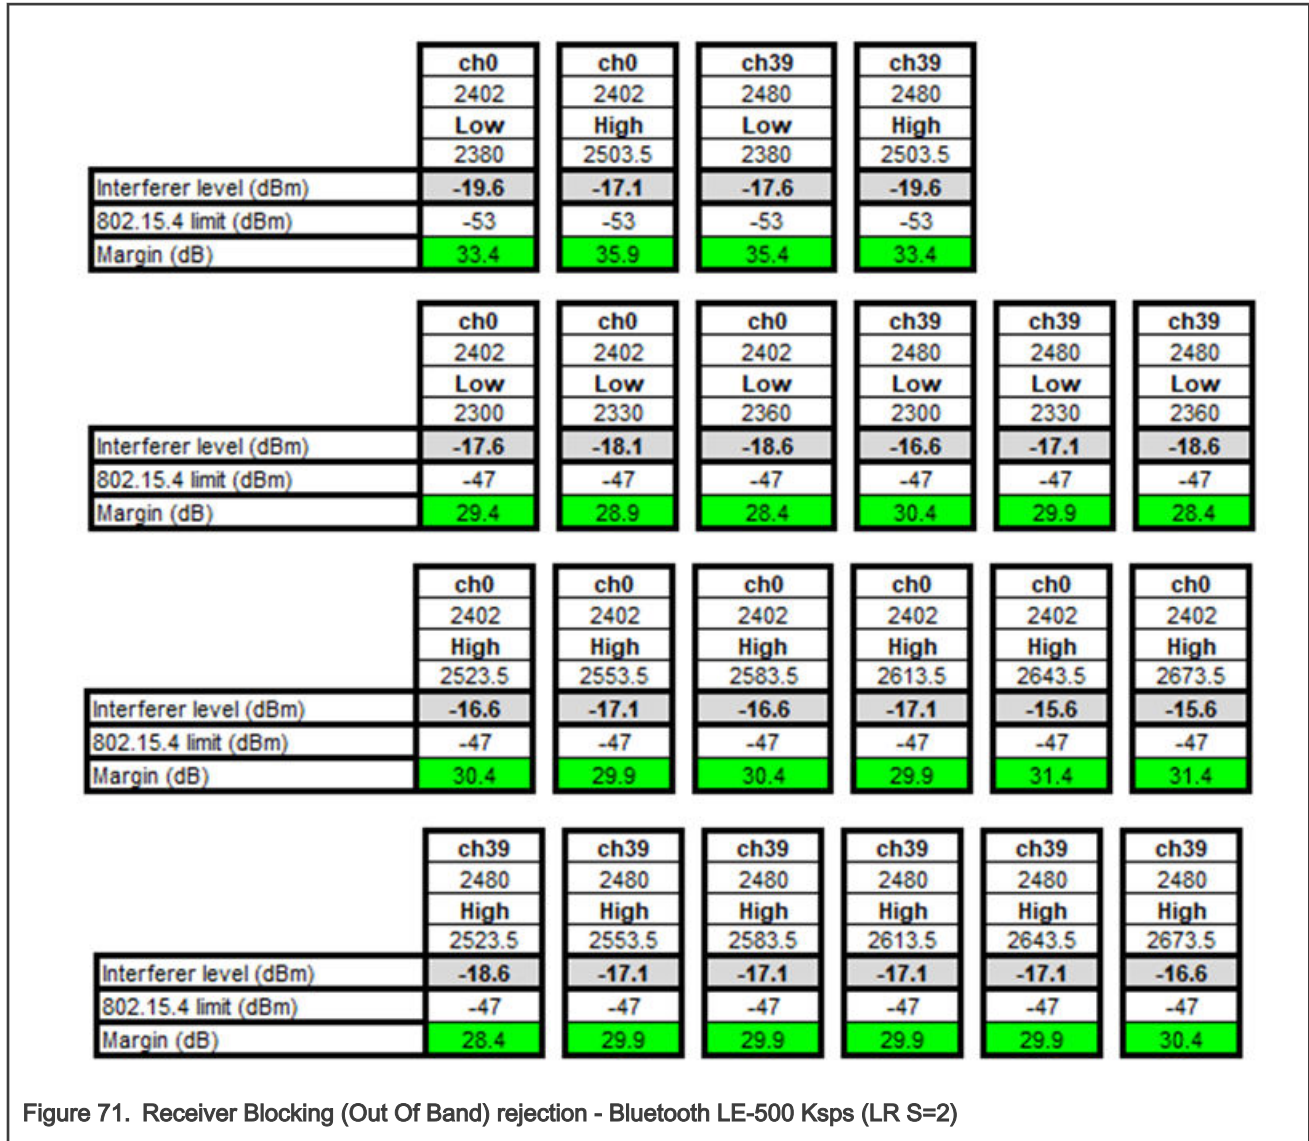 ch0 ch0 ch39 ch39
2402 2402 2480 2480
Low High Low High
2380 2503.5 2380 2503.5
Interferer level (dBm) -19.6 -17.1 -17.6 -19.6
802.15.4 limit (dBm) -53 -53 -53 -53
Margin (dB) 33.4 35.9 35.4 33.4
ch0 ch0 ch0 ch39 ch39 ch39
2402 2402 2402 2480 2480 2480
Low Low Low Low Low Low
2300 2330 2360 2300 2330 2360
Interferer level (dBm) -17.6 -18.1 -18.6 -16.6 -17.1 -18.6
802.15.4 limit (dBm) -47 -47 -47 -47 -47 -47
Margin (dB) 29.4 28.9 28.4 30.4 29.9 28.4
ch0 ch0 ch0 ch0 ch0 ch0
2402 2402 2402 2402 2402 2402
High High High High High High
2523.5 2553.5 2583.5 2613.5 2643.5 2673.5
Interferer level (dBm) -16.6 -17.1 -16.6 -17.1 -15.6 -15.6
802.15.4 limit (dBm) -47 -47 -47 -47 -47 -47
Margin (dB) 30.4 29.9 30.4 29.9 31.4 31.4
ch39 ch39 ch39 ch39 ch39 ch39
2480 2480 2480 2480 2480 2480
High High High High High High
2523.5 2553.5 2583.5 2613.5 2643.5 2673.5
Interferer level (dBm) -18.6 -17.1 -17.1 -17.1 -17.1 -16.6
802.15.4 limit (dBm) -47 -47 -47 -47 -47 -47
Margin (dB) 28.4 29.9 29.9 29.9 29.9 30.4
Figure 71. Receiver Blocking (Out Of Band) rejection - Bluetooth LE-500 Ksps (LR S=2)